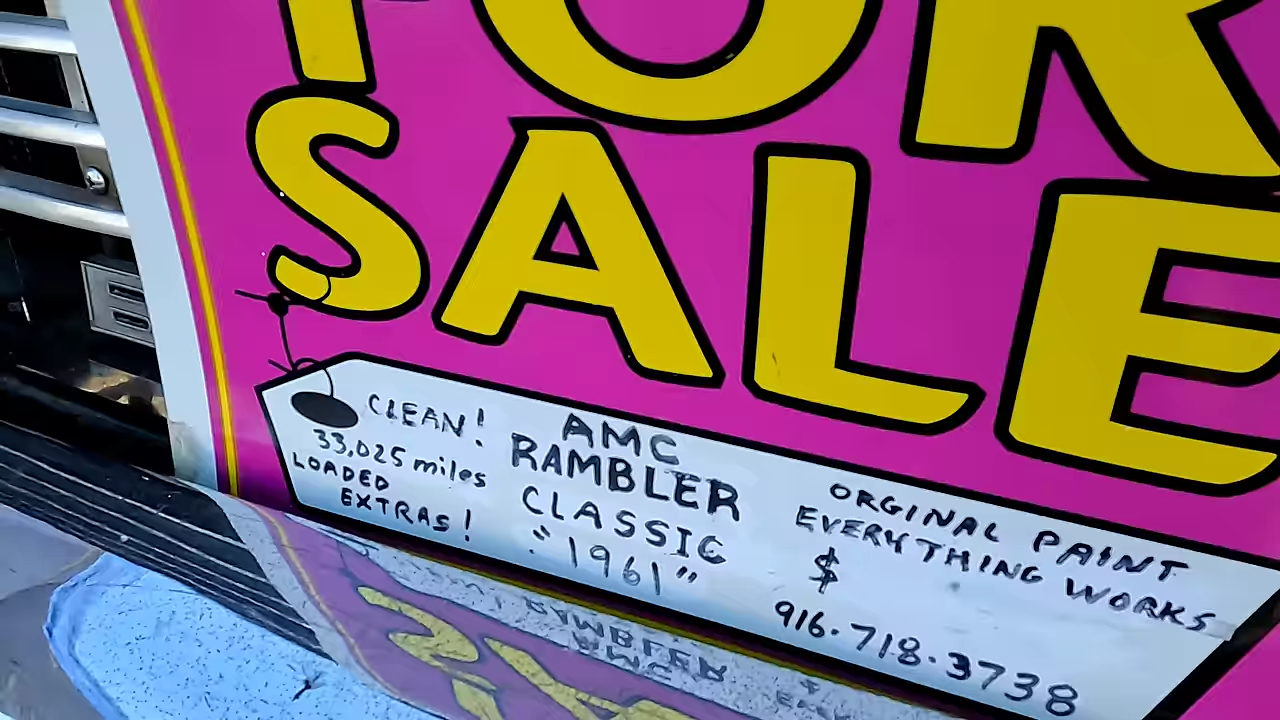 FOR
SALE
CLEAN!
33,025 miles
LOADED
EXTRAS!
AMC
RAMBLER
CLASSIC
"1961"
ORGINAL PAINT
EVERYTHING WORKS
$
916.718.3738